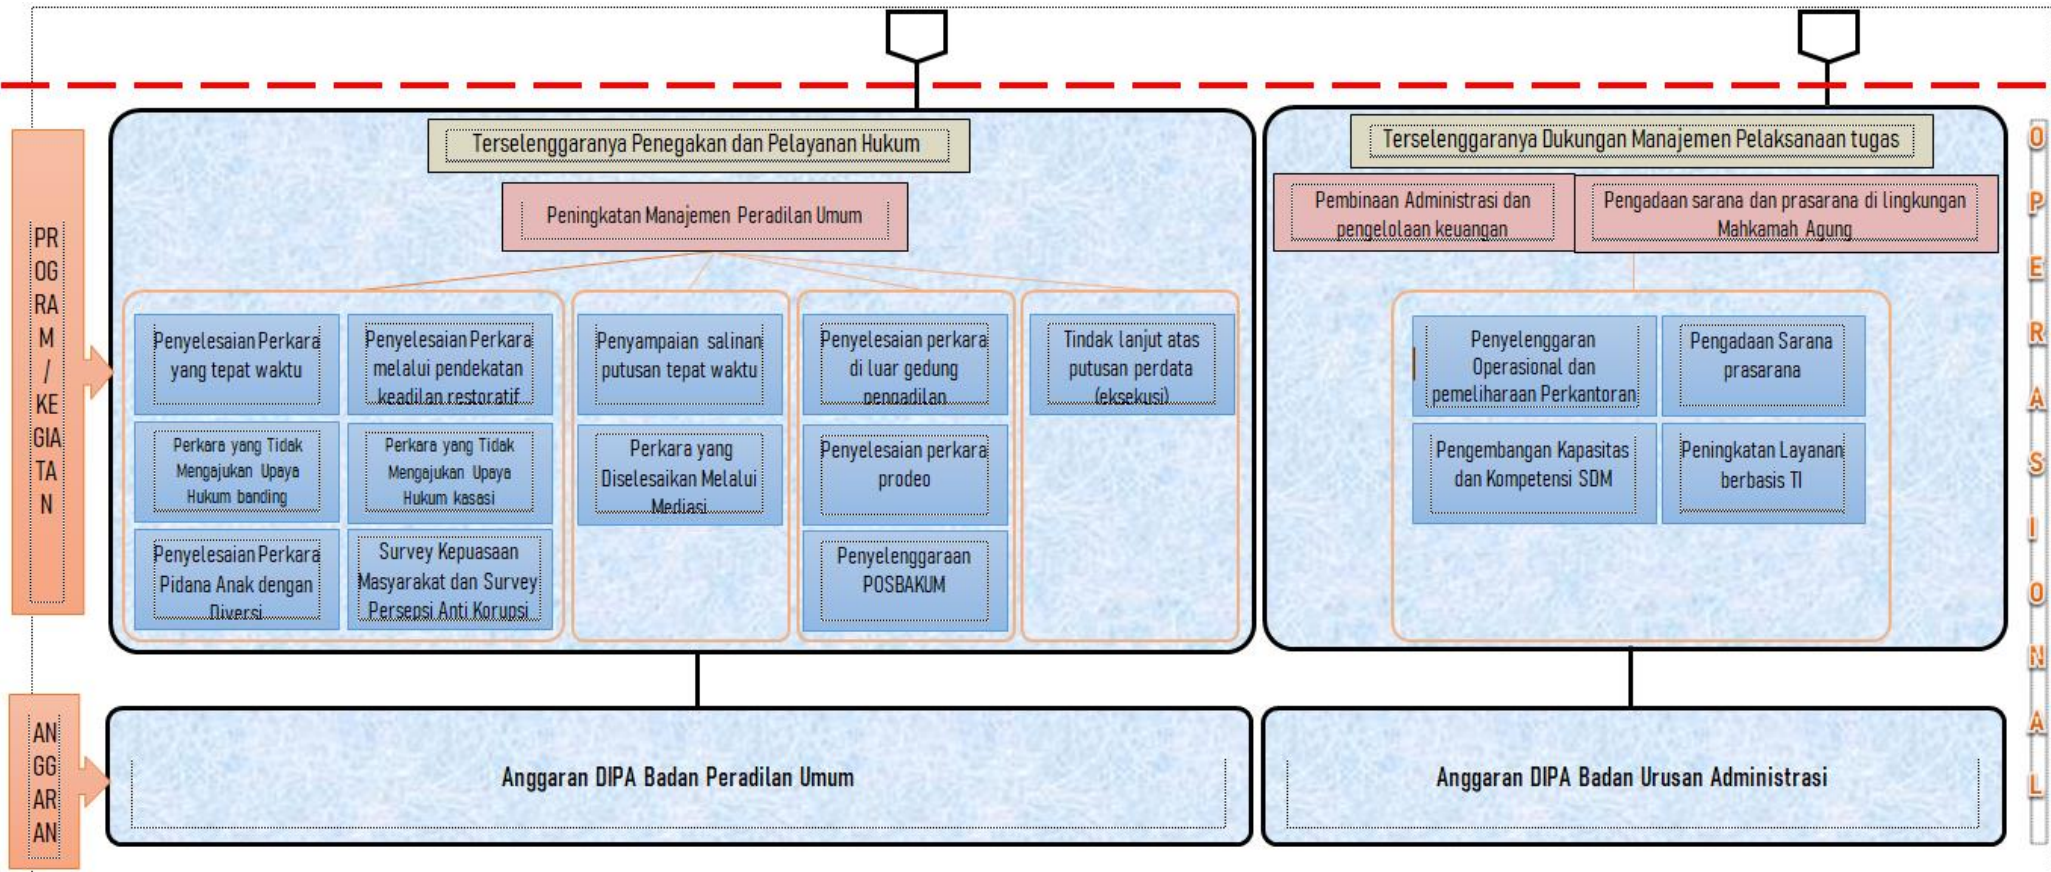 PR
OG
RA
M
/
KE
GIA
TA
N
Terselenggaranya Penegakan dan Pelayanan Hukum
Peningkatan Manajemen Peradilan Umum
Penyelesaian Perkara
yang tepat waktu
Penyelesaian Perkara
melalui pendekatan
keadilan restoratif
Perkara yang Tidak
Mengajukan Upaya
Hukum banding
Perkara yang Tidak
Mengajukan Upaya
Hukum kasasi
Penyelesaian Perkara
Pidana Anak dengan
Diversi
Survey Kepuasaan
Masyarakat dan Survey
Persepsi Anti Korupsi
Penyampaian salinan
putusan tepat waktu
Perkara yang
Diselesaikan Melalui
Mediasi
Penyelesaian perkara
di luar gedung
pengadilan
Penyelesaian perkara
prodeo
Penyelenggaraan
POSBAKUM
Tindak lanjut atas
putusan perdata
(eksekusi)
Terselenggaranya Dukungan Manajemen Pelaksanaan tugas
Pembinaan Administrasi dan
pengelolaan keuangan
Pengadaan sarana dan prasarana di lingkungan
Mahkamah Agung
Penyelenggaran
Operasional dan
pemeliharaan Perkantoran
Pengadaan Sarana
prasarana
Pengembangan Kapasitas
dan Kompetensi SDM
Peningkatan Layanan
berbasis TI
O
P
E
R
A
S
I
O
N
A
L
AN
GG
AR
AN
Anggaran DIPA Badan Peradilan Umum
Anggaran DIPA Badan Urusan Administrasi